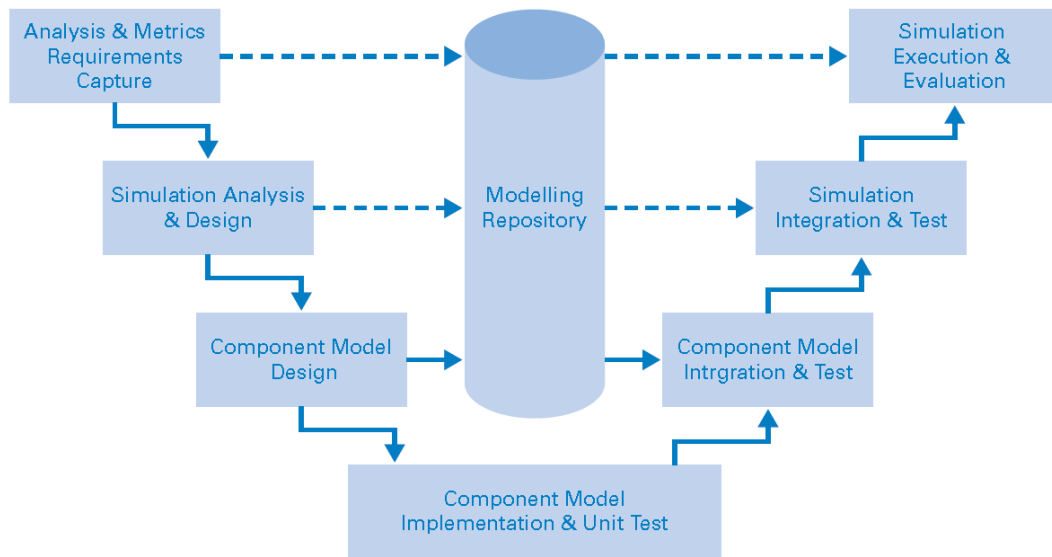 Analysis & Metrics
Requirements
Capture
Simulation
Execution &
Evaluation
Simulation Analysis
& Design
Modelling
Repository
Simulation
Integration & Test
Component Model
Design
Component Model
Intrgration & Test
Component Model
Implementation & Unit Test